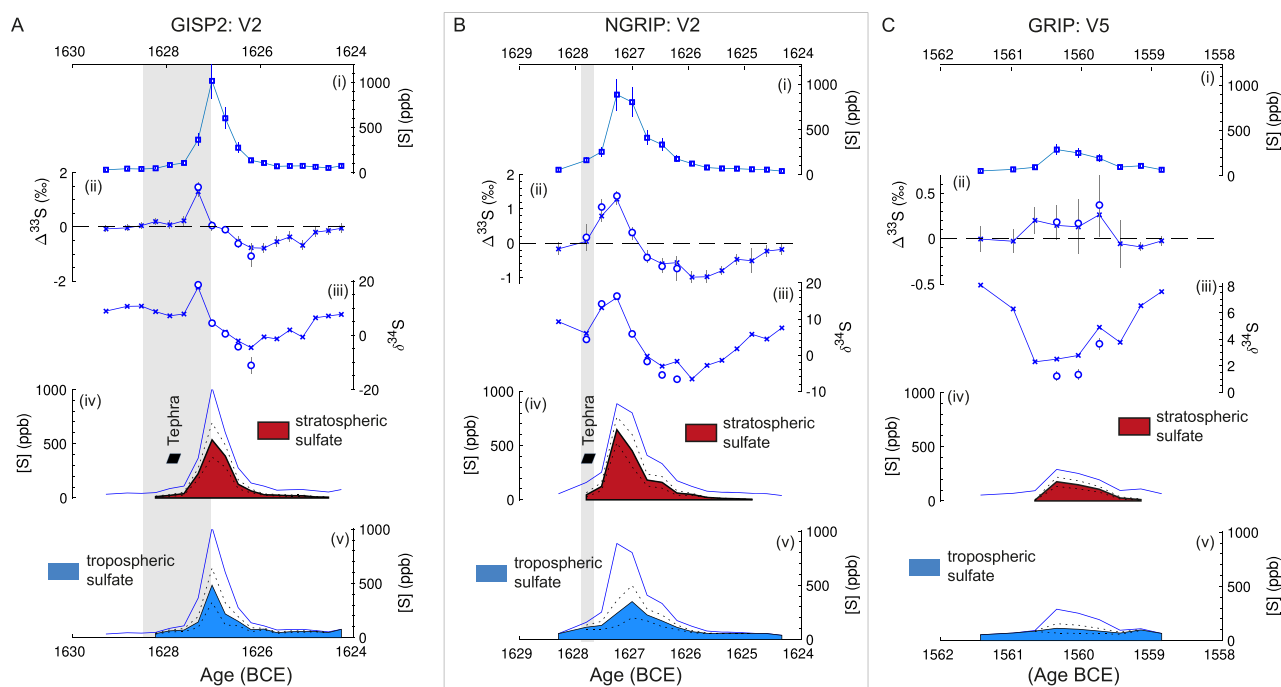 A
GISP2: V2
1630
1628
1626
1624
(i)
1000
500
0
[S] (ppb)
(ii)
2
0
-2
Δ³³S (‰)
(iii)
20
0
-20
δ³⁴S
(iv)
1000
500
0
[S] (ppb)
Tephra
stratospheric
sulfate
(v)
1000
500
0
[S] (ppb)
tropospheric
sulfate
1630
1628
1626
1624
Age (BCE)
B
NGRIP: V2
1629
1628
1627
1626
1625
1624
(i)
1000
500
0
[S] (ppb)
(ii)
2
1
0
-1
Δ³³S (‰)
(iii)
20
10
0
-10
δ³⁴S
(iv)
1000
500
0
[S] (ppb)
Tephra
stratospheric
sulfate
(v)
1000
500
0
[S] (ppb)
tropospheric
sulfate
1629
1628
1627
1626
1625
1624
Age (BCE)
C
GRIP: V5
1562
1561
1560
1559
1558
(i)
1000
500
0
[S] (ppb)
(ii)
0.5
0
-0.5
Δ³³S (‰)
(iii)
8
6
4
2
0
δ³⁴S
(iv)
1000
500
0
[S] (ppb)
stratospheric
sulfate
(v)
1000
500
0
[S] (ppb)
tropospheric
sulfate
1562
1561
1560
1559
1558
(Age BCE)